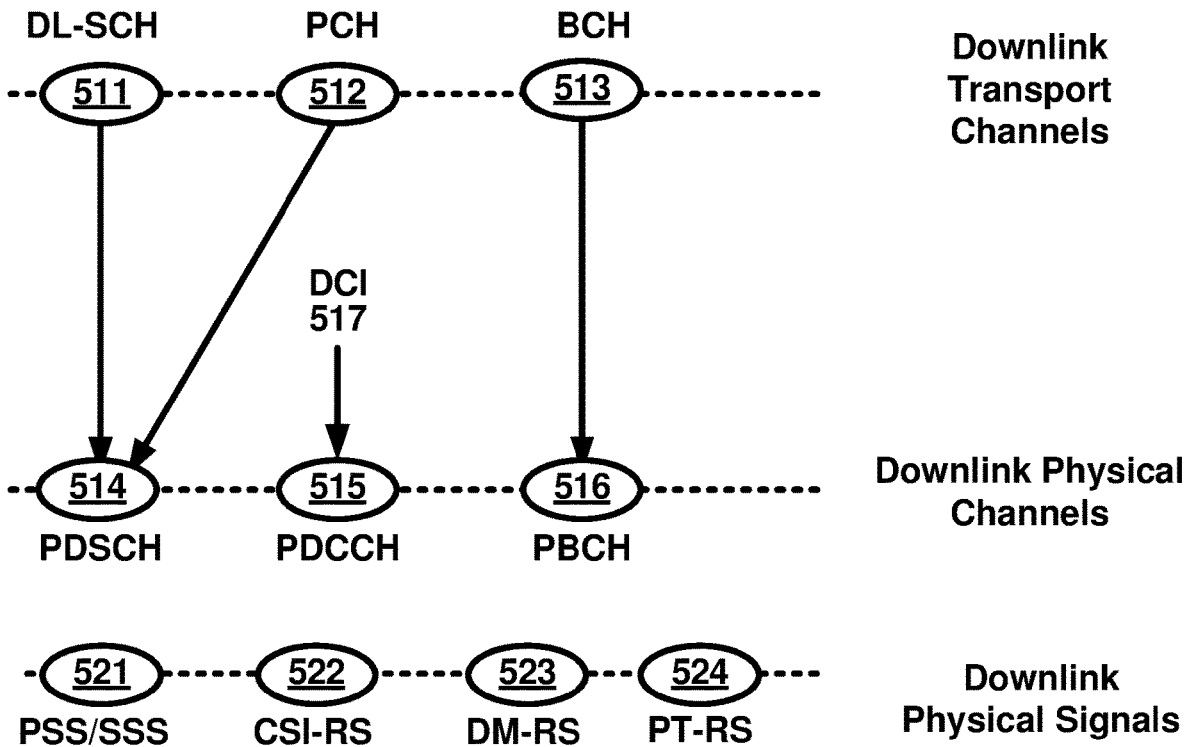 DL-SCH PCH BCH
511 512 513
Downlink
Transport
Channels
DCI
517
514 515 516
PDSCH PDCCH PBCH
Downlink Physical
Channels
521 522 523 524
PSS/SSS CSI-RS DM-RS PT-RS
Downlink
Physical Signals